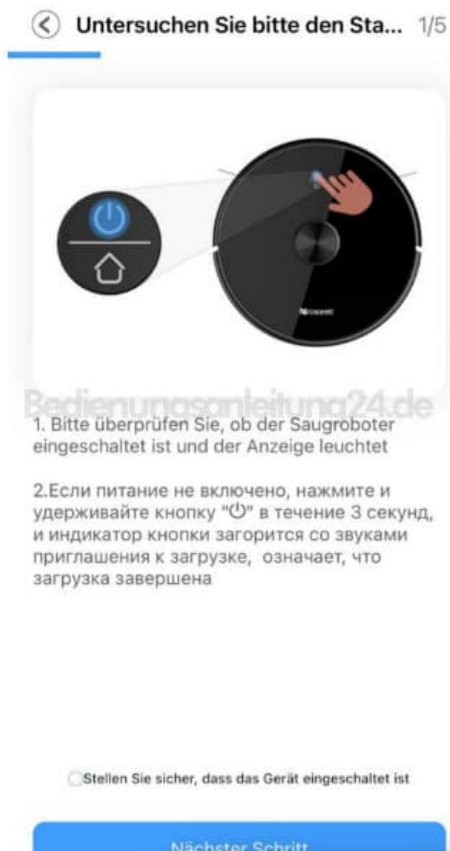 Untersuchen Sie bitte den Sta... 1/5
Proscenic
Bedienungsanleitung24.de
1. Bitte überprüfen Sie, ob der Saugroboter
eingeschaltet ist und der Anzeige leuchtet
2.Если питание не включено, нажмите и
удерживайте кнопку "⏻" в течение 3 секунд,
и индикатор кнопки загорится со звуками
приглашения к загрузке, означает, что
загрузка завершена
Stellen Sie sicher, dass das Gerät eingeschaltet ist
Nächster Schritt